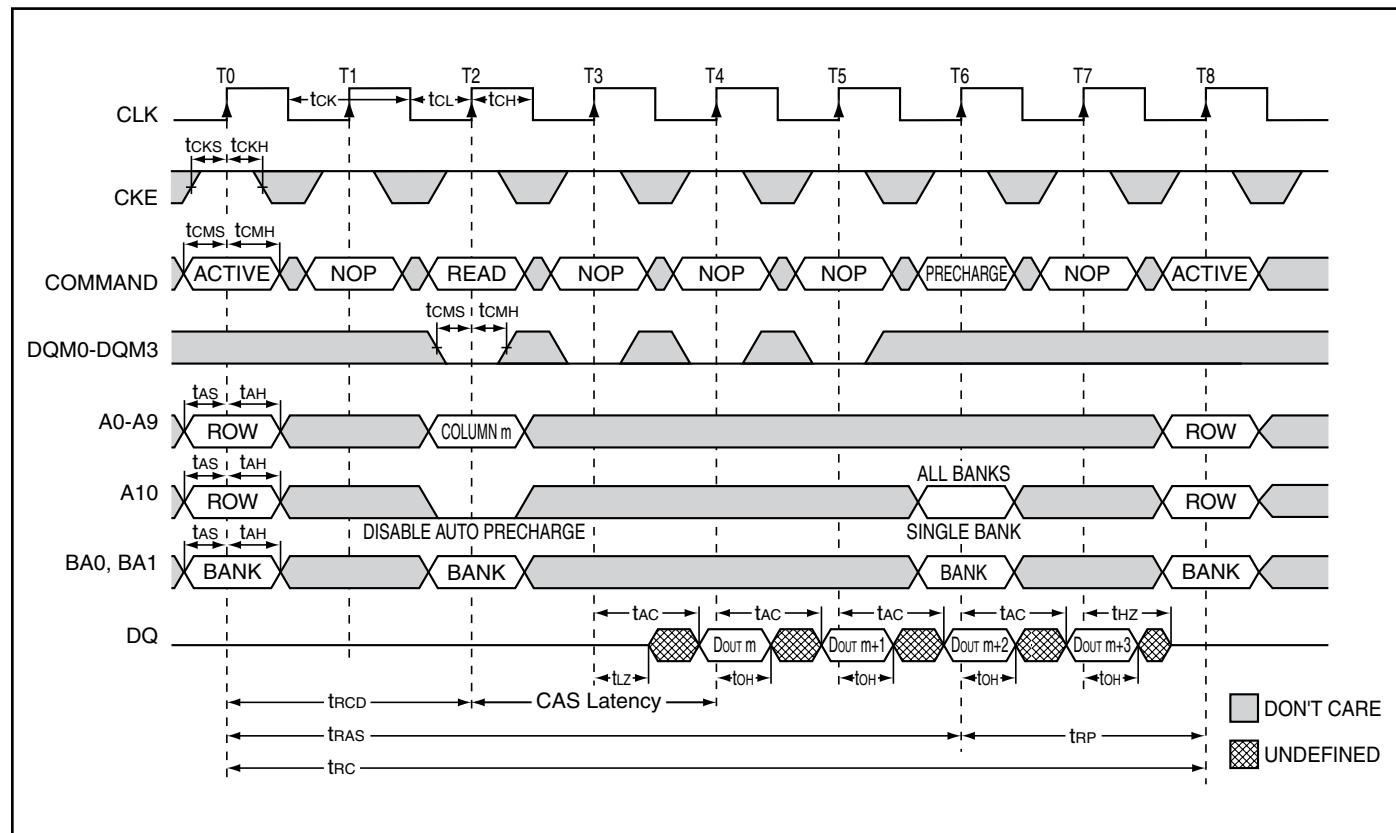 T0 T1 T2 T3 T4 T5 T6 T7 T8
tCK tCL tCH
CLK
tCKS tCKH
CKE
tCMS tCMH
COMMAND ACTIVE NOP READ NOP NOP NOP PRECHARGE NOP ACTIVE
tCMS tCMH
DQM0-DQM3
tAS tAH
A0-A9 ROW COLUMN m ROW
tAS tAH ALL BANKS
A10 ROW ROW
DISABLE AUTO PRECHARGE SINGLE BANK
tAS tAH
BA0, BA1 BANK BANK BANK BANK
tAC tAC tAC tAC tHZ
DQ DOUT m DOUT m+1 DOUT m+2 DOUT m+3
tLZ tOH tOH tOH tOH
tRCD CAS Latency
DON'T CARE
tRAS tRP
UNDEFINED
tRC